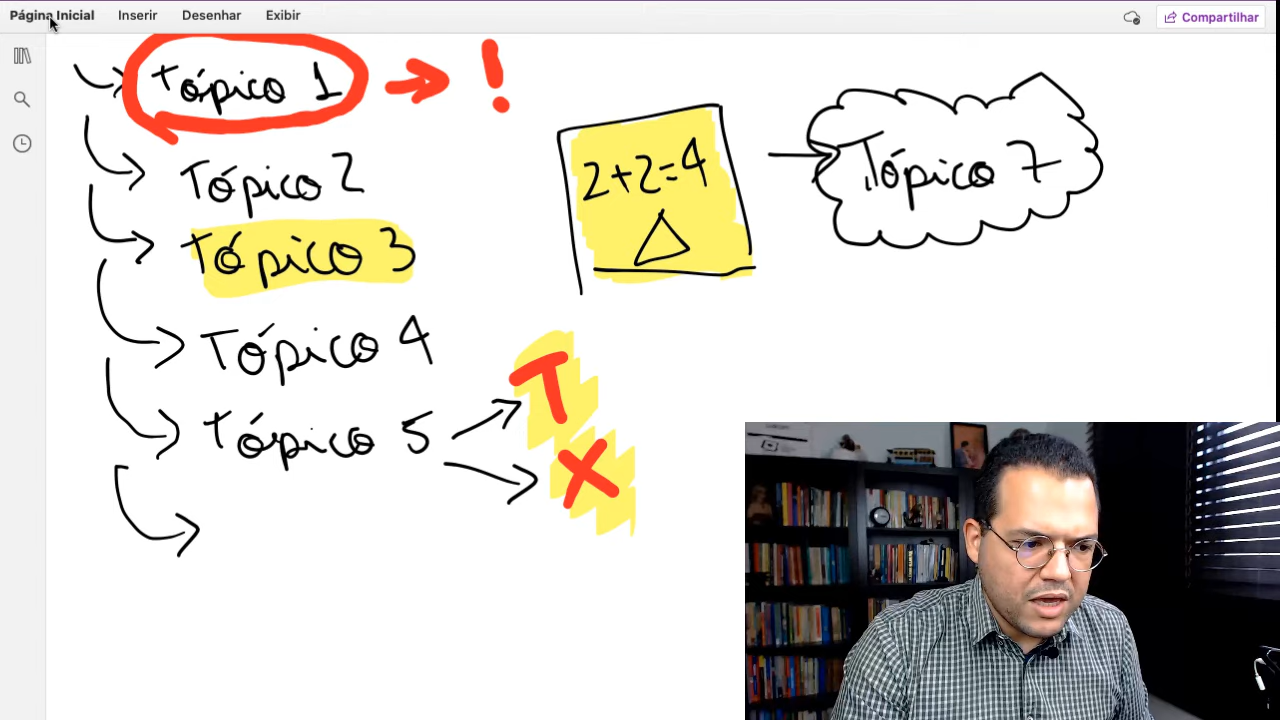 Página Inicial Inserir Desenhar Exibir
Compartilhar
Tópico 1 → !
Tópico 2
Tópico 3
Tópico 4
Tópico 5
T
X
2+2=4
Tópico 7